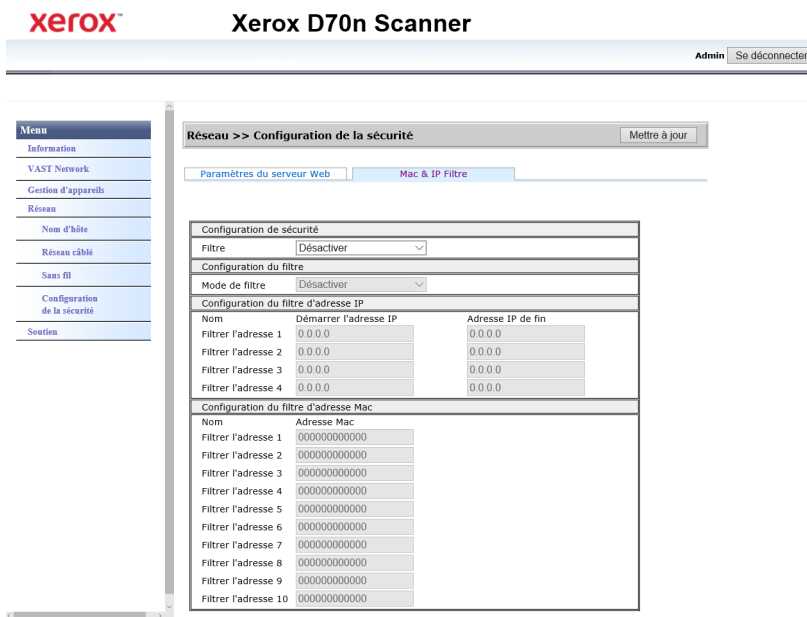 xerox™
Xerox D70n Scanner
Admin Se déconnecter
Menu
Information
VAST Network
Gestion d'appareils
Réseau
Nom d'hôte
Réseau câblé
Sans fil
Configuration
de la sécurité
Soutien
Réseau >> Configuration de la sécurité Mettre à jour
Paramètres du serveur Web Mac & IP Filtre
Configuration de sécurité
Filtre Désactiver
Configuration du filtre
Mode de filtre Désactiver
Configuration du filtre d'adresse IP
Nom Démarrer l'adresse IP Adresse IP de fin
Filtrer l'adresse 1 0.0.0.0 0.0.0.0
Filtrer l'adresse 2 0.0.0.0 0.0.0.0
Filtrer l'adresse 3 0.0.0.0 0.0.0.0
Filtrer l'adresse 4 0.0.0.0 0.0.0.0
Configuration du filtre d'adresse Mac
Nom Adresse Mac
Filtrer l'adresse 1 000000000000
Filtrer l'adresse 2 000000000000
Filtrer l'adresse 3 000000000000
Filtrer l'adresse 4 000000000000
Filtrer l'adresse 5 000000000000
Filtrer l'adresse 6 000000000000
Filtrer l'adresse 7 000000000000
Filtrer l'adresse 8 000000000000
Filtrer l'adresse 9 000000000000
Filtrer l'adresse 10 000000000000